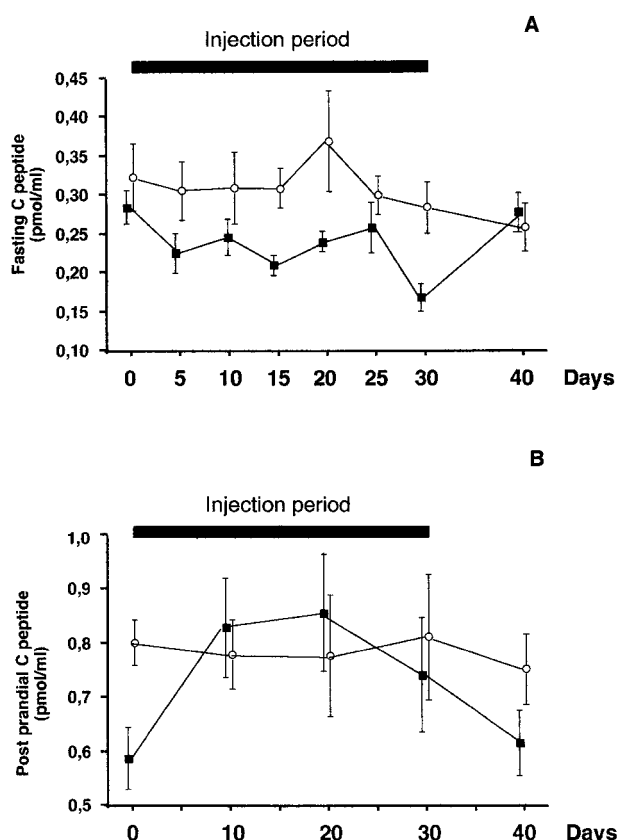 A
Injection period
0,45
0,40
0,35
0,30
0,25
0,20
0,15
0,10
Fasting C peptide
(pmol/ml)
0 5 10 15 20 25 30 40 Days
B
Injection period
1,0
0,9
0,8
0,7
0,6
0,5
Post prandial C peptide
(pmol/ml)
0 10 20 30 40 Days